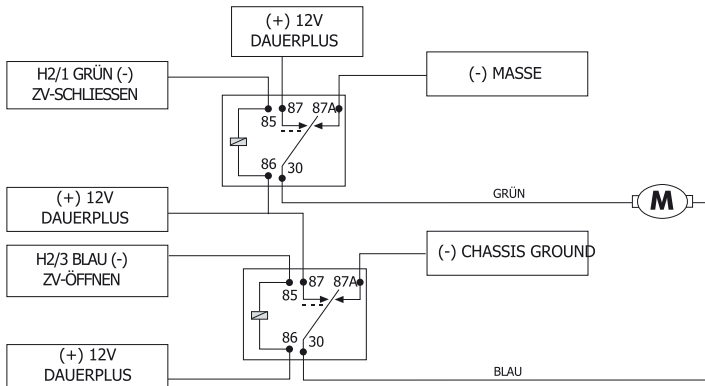 (+) 12V
DAUERPLUS
H2/1 GRÜN (-)
ZV-SCHLIESSEN
(-) MASSE
87 87A
85
86 30
GRÜN
M
(+) 12V
DAUERPLUS
H2/3 BLAU (-)
ZV-ÖFFNEN
(-) CHASSIS GROUND
87 87A
85
86 30
(+) 12V
DAUERPLUS
BLAU